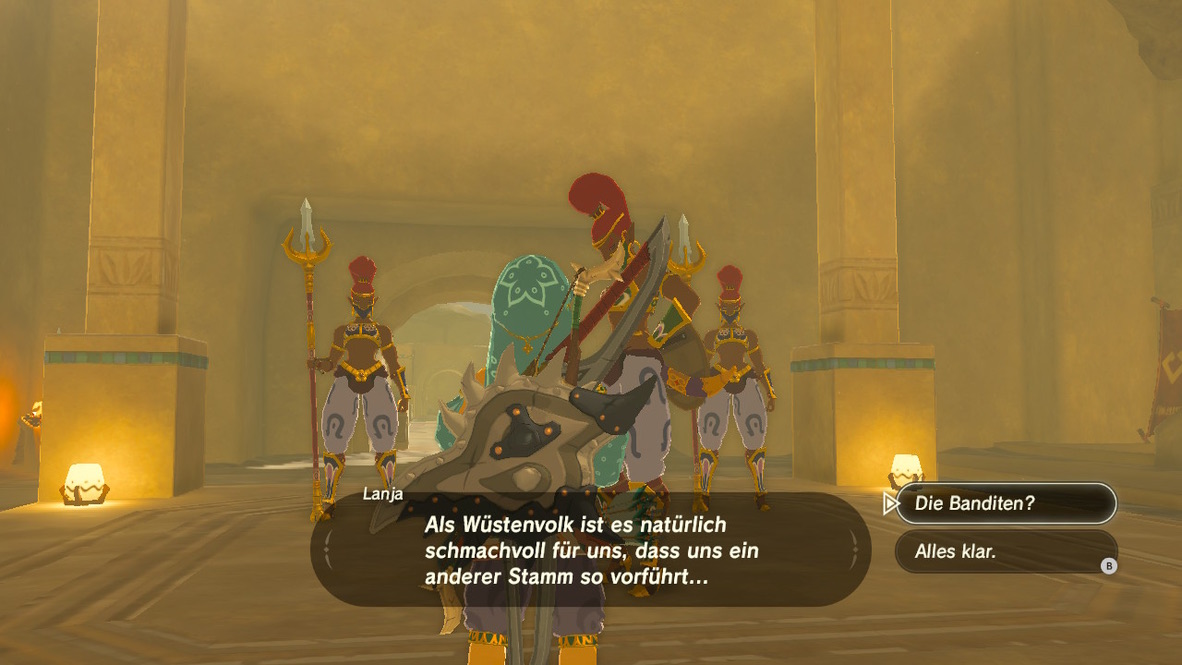 Lanja
Als Wüstenvolk ist es natürlich
schmachvoll für uns, dass uns ein
anderer Stamm so vorführt...
Die Banditen?
Alles klar.
B